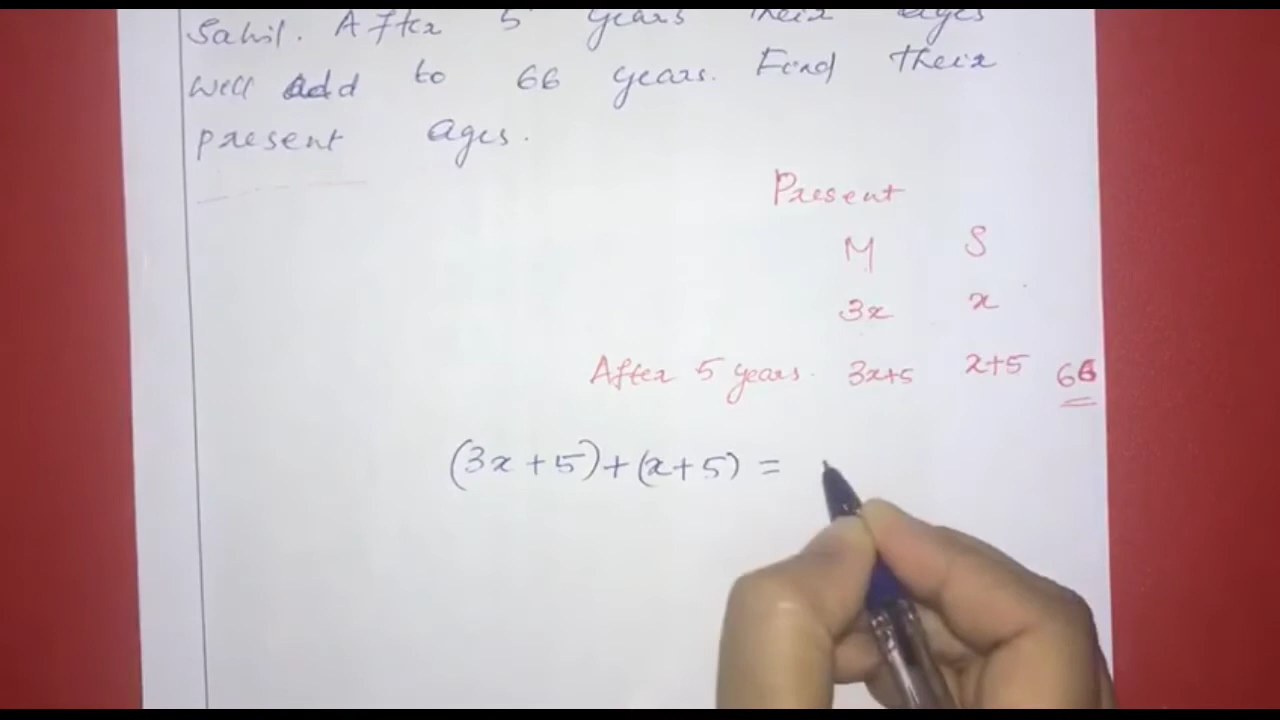 Sahil. After 5 years their ages
well add to 66 years. Find their
present ages.
Present
M S
3x x
After 5 years. 3x+5 x+5 66
(3x+5)+(x+5) =